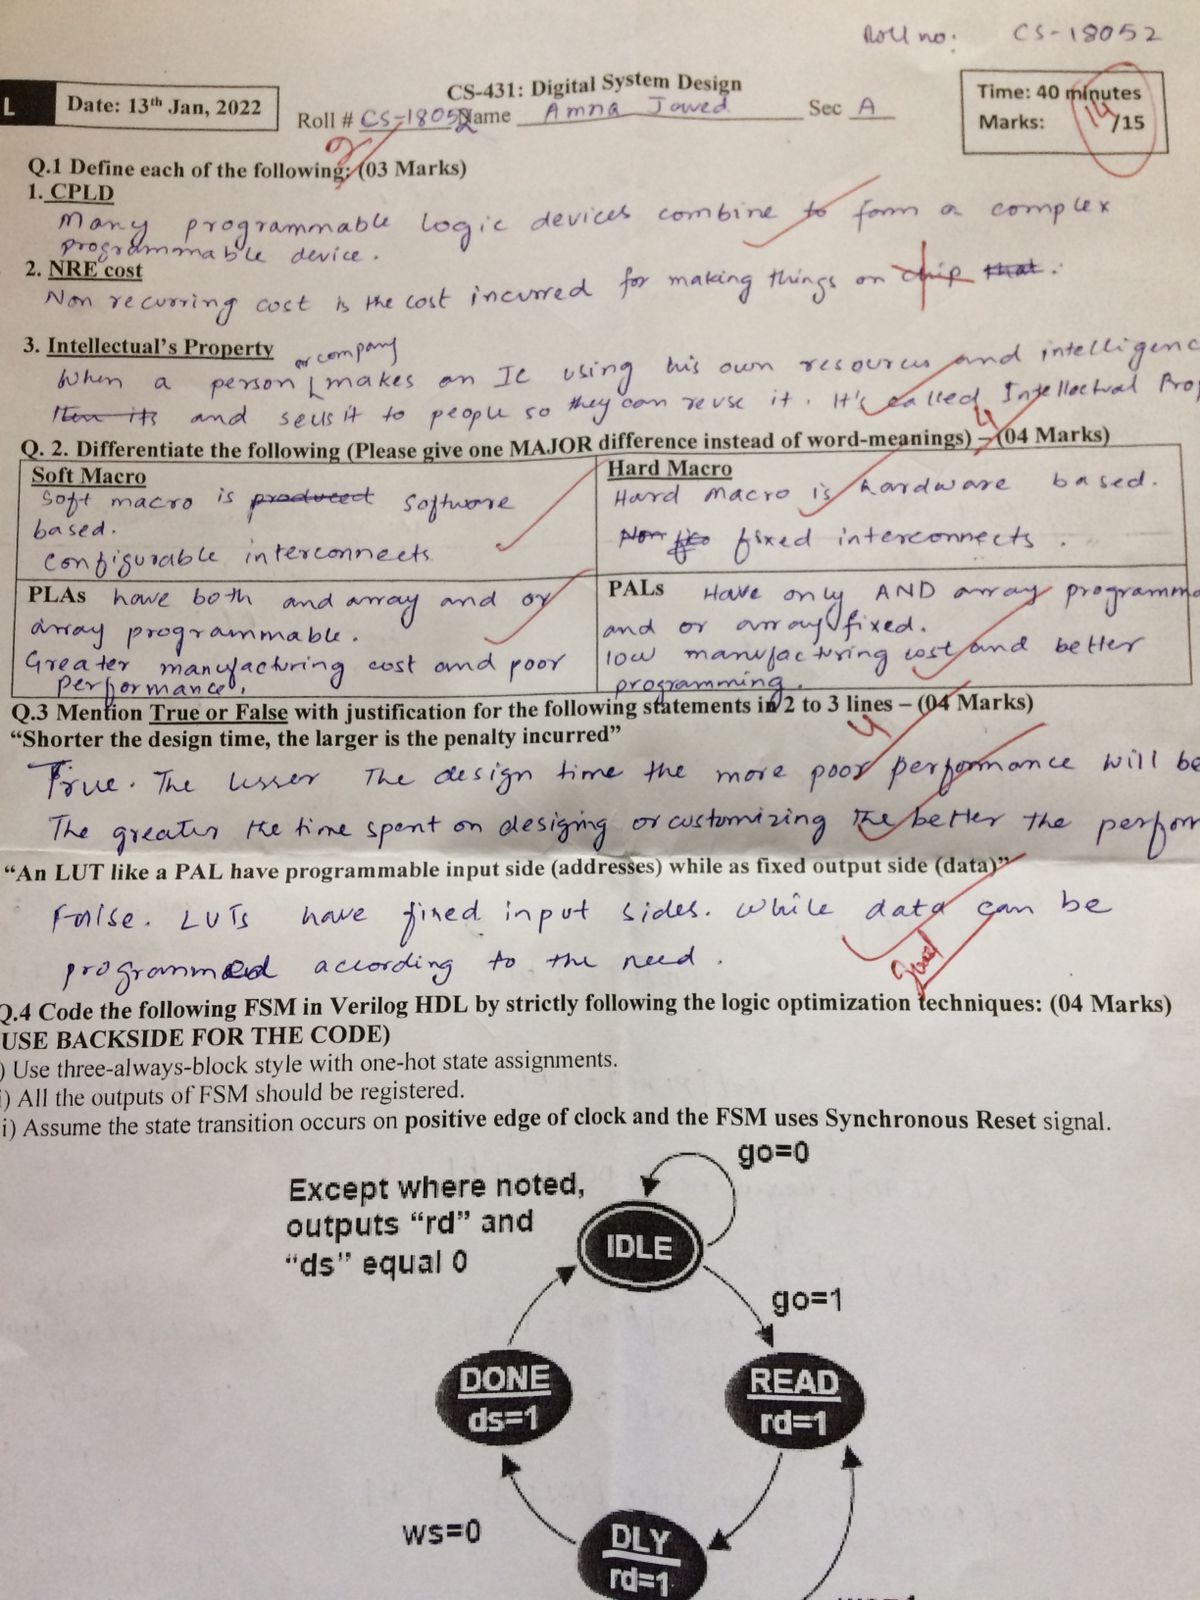 Roll no: CS-18052
CS-431: Digital System Design
L
Date: 13th Jan, 2022
Roll # CS-18052 Name Amna Jawed Sec A
Time: 40 minutes
Marks: 14/15
2
Q.1 Define each of the following: (03 Marks)
1. CPLD
Many programmable logic devices combine to form a complex
programmable device.
2. NRE cost
Non recurring cost is the cost incurred for making things on chip that.
3. Intellectual's Property
or company
When a person makes an IC using his own resources and intelligenc
and sells it to people so they can reuse it. It's called Intellectual Prop
4
Q. 2. Differentiate the following (Please give one MAJOR difference instead of word-meanings) – (04 Marks)
Soft Macro
Soft macro is produced software
based.
Configurable interconnects
Hard Macro
Hard macro is hardware based.
fixed interconnects.
PLAs have both and array and or
array programmable.
Greater manufacturing cost and poor
performance.
PALs Have only AND array programma
and or array fixed.
low manufacturing cost and better
programming.
Q.3 Mention True or False with justification for the following statements in 2 to 3 lines – (04 Marks)
4
“Shorter the design time, the larger is the penalty incurred”
True. The lesser the design time the more poor performance will be
The greater the time spent on designing or customizing the better the perform
“An LUT like a PAL have programmable input side (addresses) while as fixed output side (data)”
False. LUTs have fixed input sides. While data can be
programmed according to the need.
Good
Q.4 Code the following FSM in Verilog HDL by strictly following the logic optimization techniques: (04 Marks)
USE BACKSIDE FOR THE CODE)
) Use three-always-block style with one-hot state assignments.
i) All the outputs of FSM should be registered.
i) Assume the state transition occurs on positive edge of clock and the FSM uses Synchronous Reset signal.
go=0
Except where noted,
outputs “rd” and
“ds” equal 0
IDLE
go=1
DONE
ds=1
READ
rd=1
ws=0
DLY
rd=1